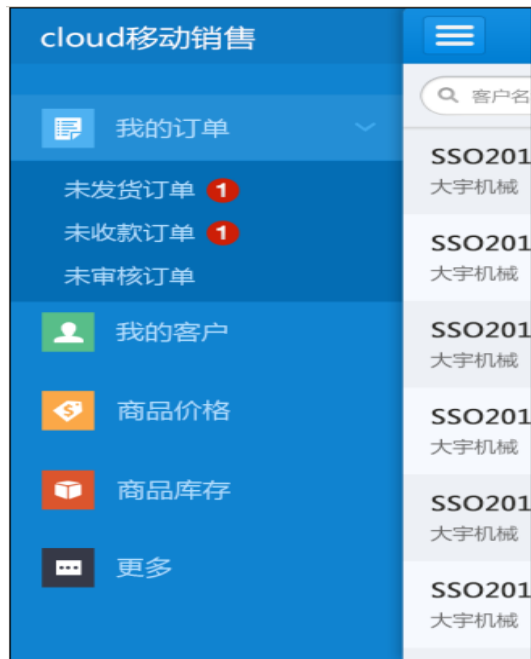 cloud移动销售
我的订单
未发货订单 1
未收款订单 1
未审核订单
我的客户
商品价格
商品库存
更多
客户名
SSO201
大宇机械
SSO201
大宇机械
SSO201
大宇机械
SSO201
大宇机械
SSO201
大宇机械
SSO201
大宇机械